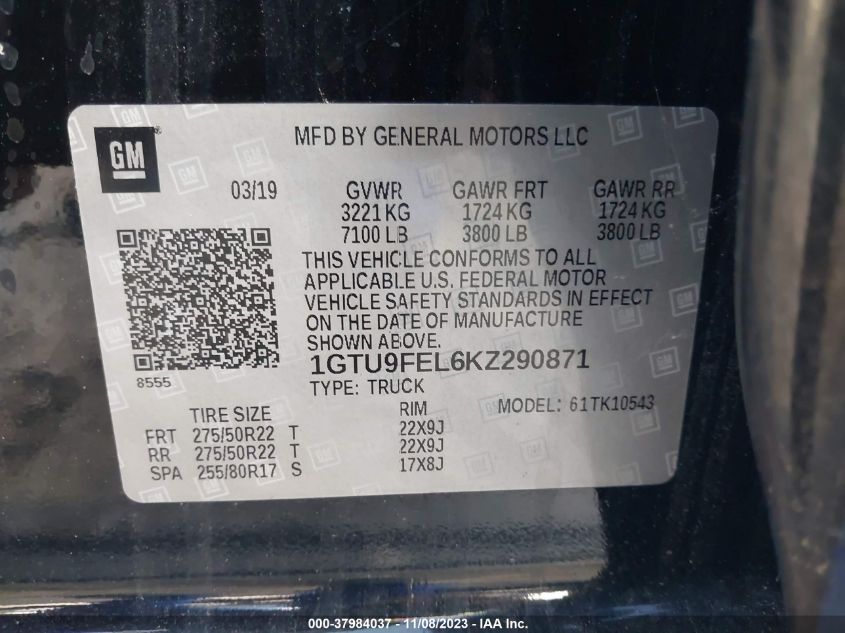 GM
MFD BY GENERAL MOTORS LLC
03/19 GVWR GAWR FRT GAWR RR
3221 KG 1724 KG 1724 KG
7100 LB 3800 LB 3800 LB
THIS VEHICLE CONFORMS TO ALL
APPLICABLE U.S. FEDERAL MOTOR
VEHICLE SAFETY STANDARDS IN EFFECT
ON THE DATE OF MANUFACTURE
SHOWN ABOVE.
1GTU9FEL6KZ290871
8555
TYPE: TRUCK
TIRE SIZE RIM MODEL: 61TK10543
FRT 275/50R22 T 22X9J
RR 275/50R22 T 22X9J
SPA 255/80R17 S 17X8J
000-37984037 - 11/08/2023 - IAA Inc.